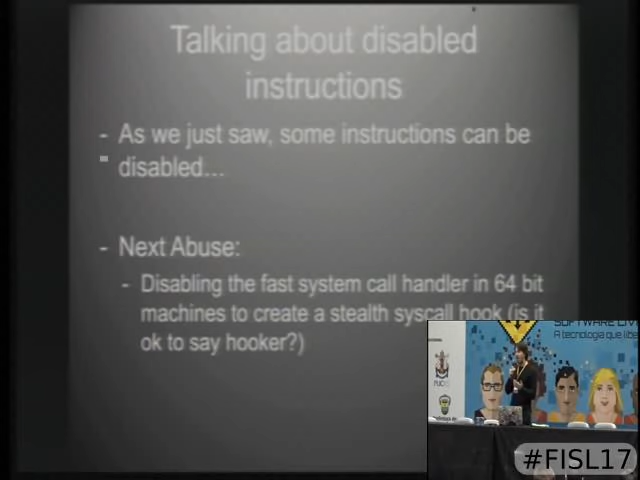 Talking about disabled
instructions
- As we just saw, some instructions can be
disabled...
- Next Abuse:
- Disabling the fast system call handler in 64 bit
machines to create a stealth syscall hook (is it
ok to say hooker?)
SOFTWARE LIV
A tecnologia que libe
#FISL17